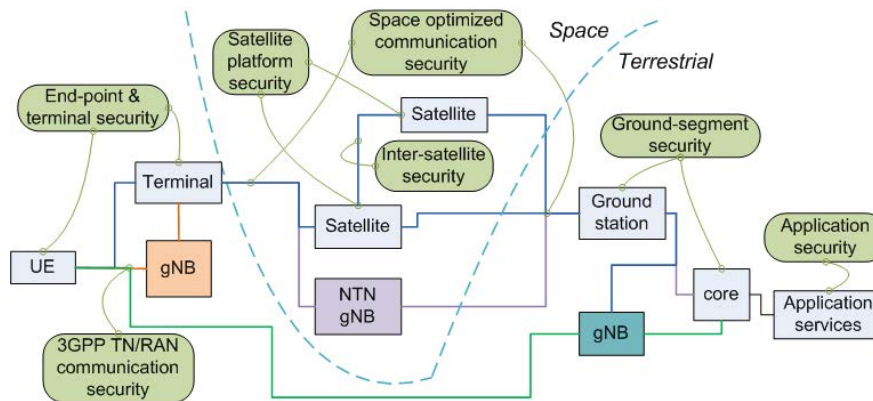 Satellite
platform
security
Space optimized
communication
security
Space
Terrestrial
End-point &
terminal security
Satellite
Ground-segment
security
Inter-satellite
security
Terminal
Ground
station
Satellite
Application
security
UE
gNB
NTN
gNB
core
Application
services
gNB
3GPP TN/RAN
communication
security